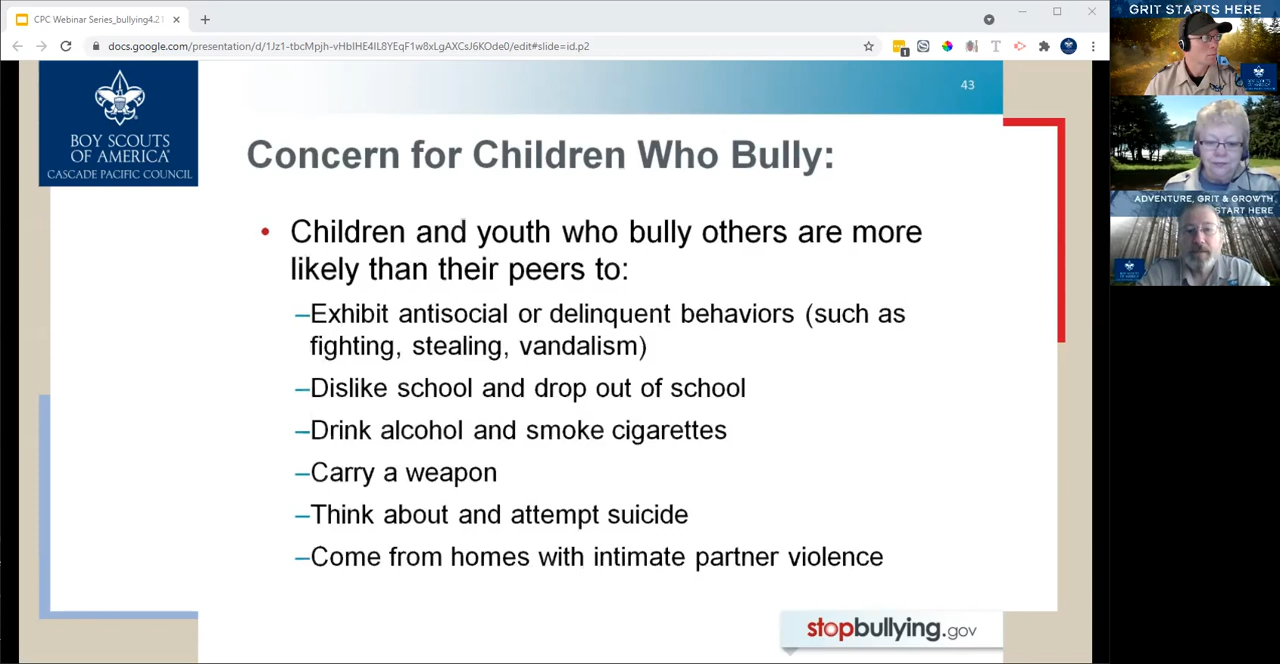 CPC Webinar Series_bullying4.21
docs.google.com/presentation/d/1Jz1-tbcMpjh-vHbIHE4IL8YEqF1w8xLgAXCsJ6KOde0/edit#slide=id.p2
43
BOY SCOUTS
OF AMERICA
CASCADE PACIFIC COUNCIL
Concern for Children Who Bully:
• Children and youth who bully others are more
likely than their peers to:
–Exhibit antisocial or delinquent behaviors (such as
fighting, stealing, vandalism)
–Dislike school and drop out of school
–Drink alcohol and smoke cigarettes
–Carry a weapon
–Think about and attempt suicide
–Come from homes with intimate partner violence
stopbullying.gov
GRIT STARTS HERE
ADVENTURE, GRIT & GROWTH
START HERE